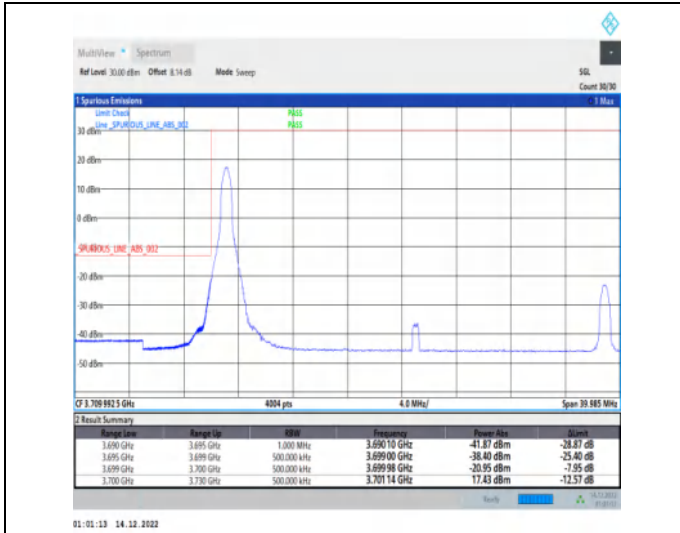 MultiView Spectrum
Ref Level 30.00 dBm Offset 8.14 dB Mode Sweep SGL
Count 30/30
1 Spurious Emissions 1 Max
Limit Check PASS
Line _SPURIOUS_LINE_ABS_002 PASS
30 dBm
20 dBm
10 dBm
0 dBm
_SPURIOUS_LINE_ABS_002
-20 dBm
-30 dBm
-40 dBm
-50 dBm
CF 3.709 992 5 GHz 4004 pts 4.0 MHz/ Span 39.985 MHz
2 Result Summary
Range Low Range Up RBW Frequency Power Abs ΔLimit
3.690 GHz 3.695 GHz 1.000 MHz 3.690 10 GHz -41.87 dBm -28.87 dB
3.695 GHz 3.699 GHz 500.000 kHz 3.699 00 GHz -38.40 dBm -25.40 dB
3.699 GHz 3.700 GHz 500.000 kHz 3.699 98 GHz -20.95 dBm -7.95 dB
3.700 GHz 3.730 GHz 500.000 kHz 3.701 14 GHz 17.43 dBm -12.57 dB
Ready 14.12.2022
01:01:13 14.12.2022